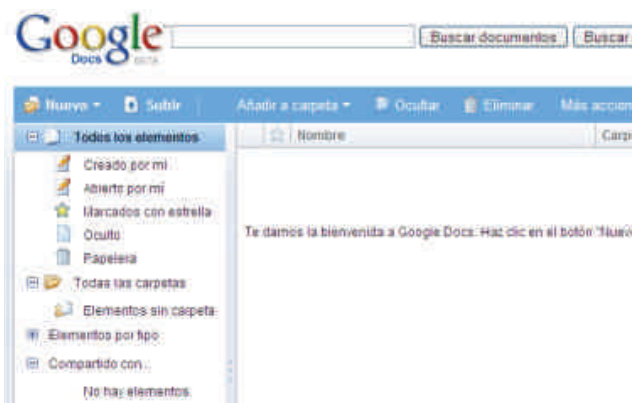 Google
Docs BETA
Buscar documentos Buscar
Nuevo Subir Añadir a carpeta Ocultar Eliminar Más accion
Todos los elementos
Nombre Carp
Creado por mí
Abierto por mí
Marcados con estrella
Oculto
Te damos la bienvenida a Google Docs. Haz clic en el botón "Nuev
Papelera
Todas las carpetas
Elementos sin carpeta
Elementos por tipo
Compartido con...
No hay elementos.